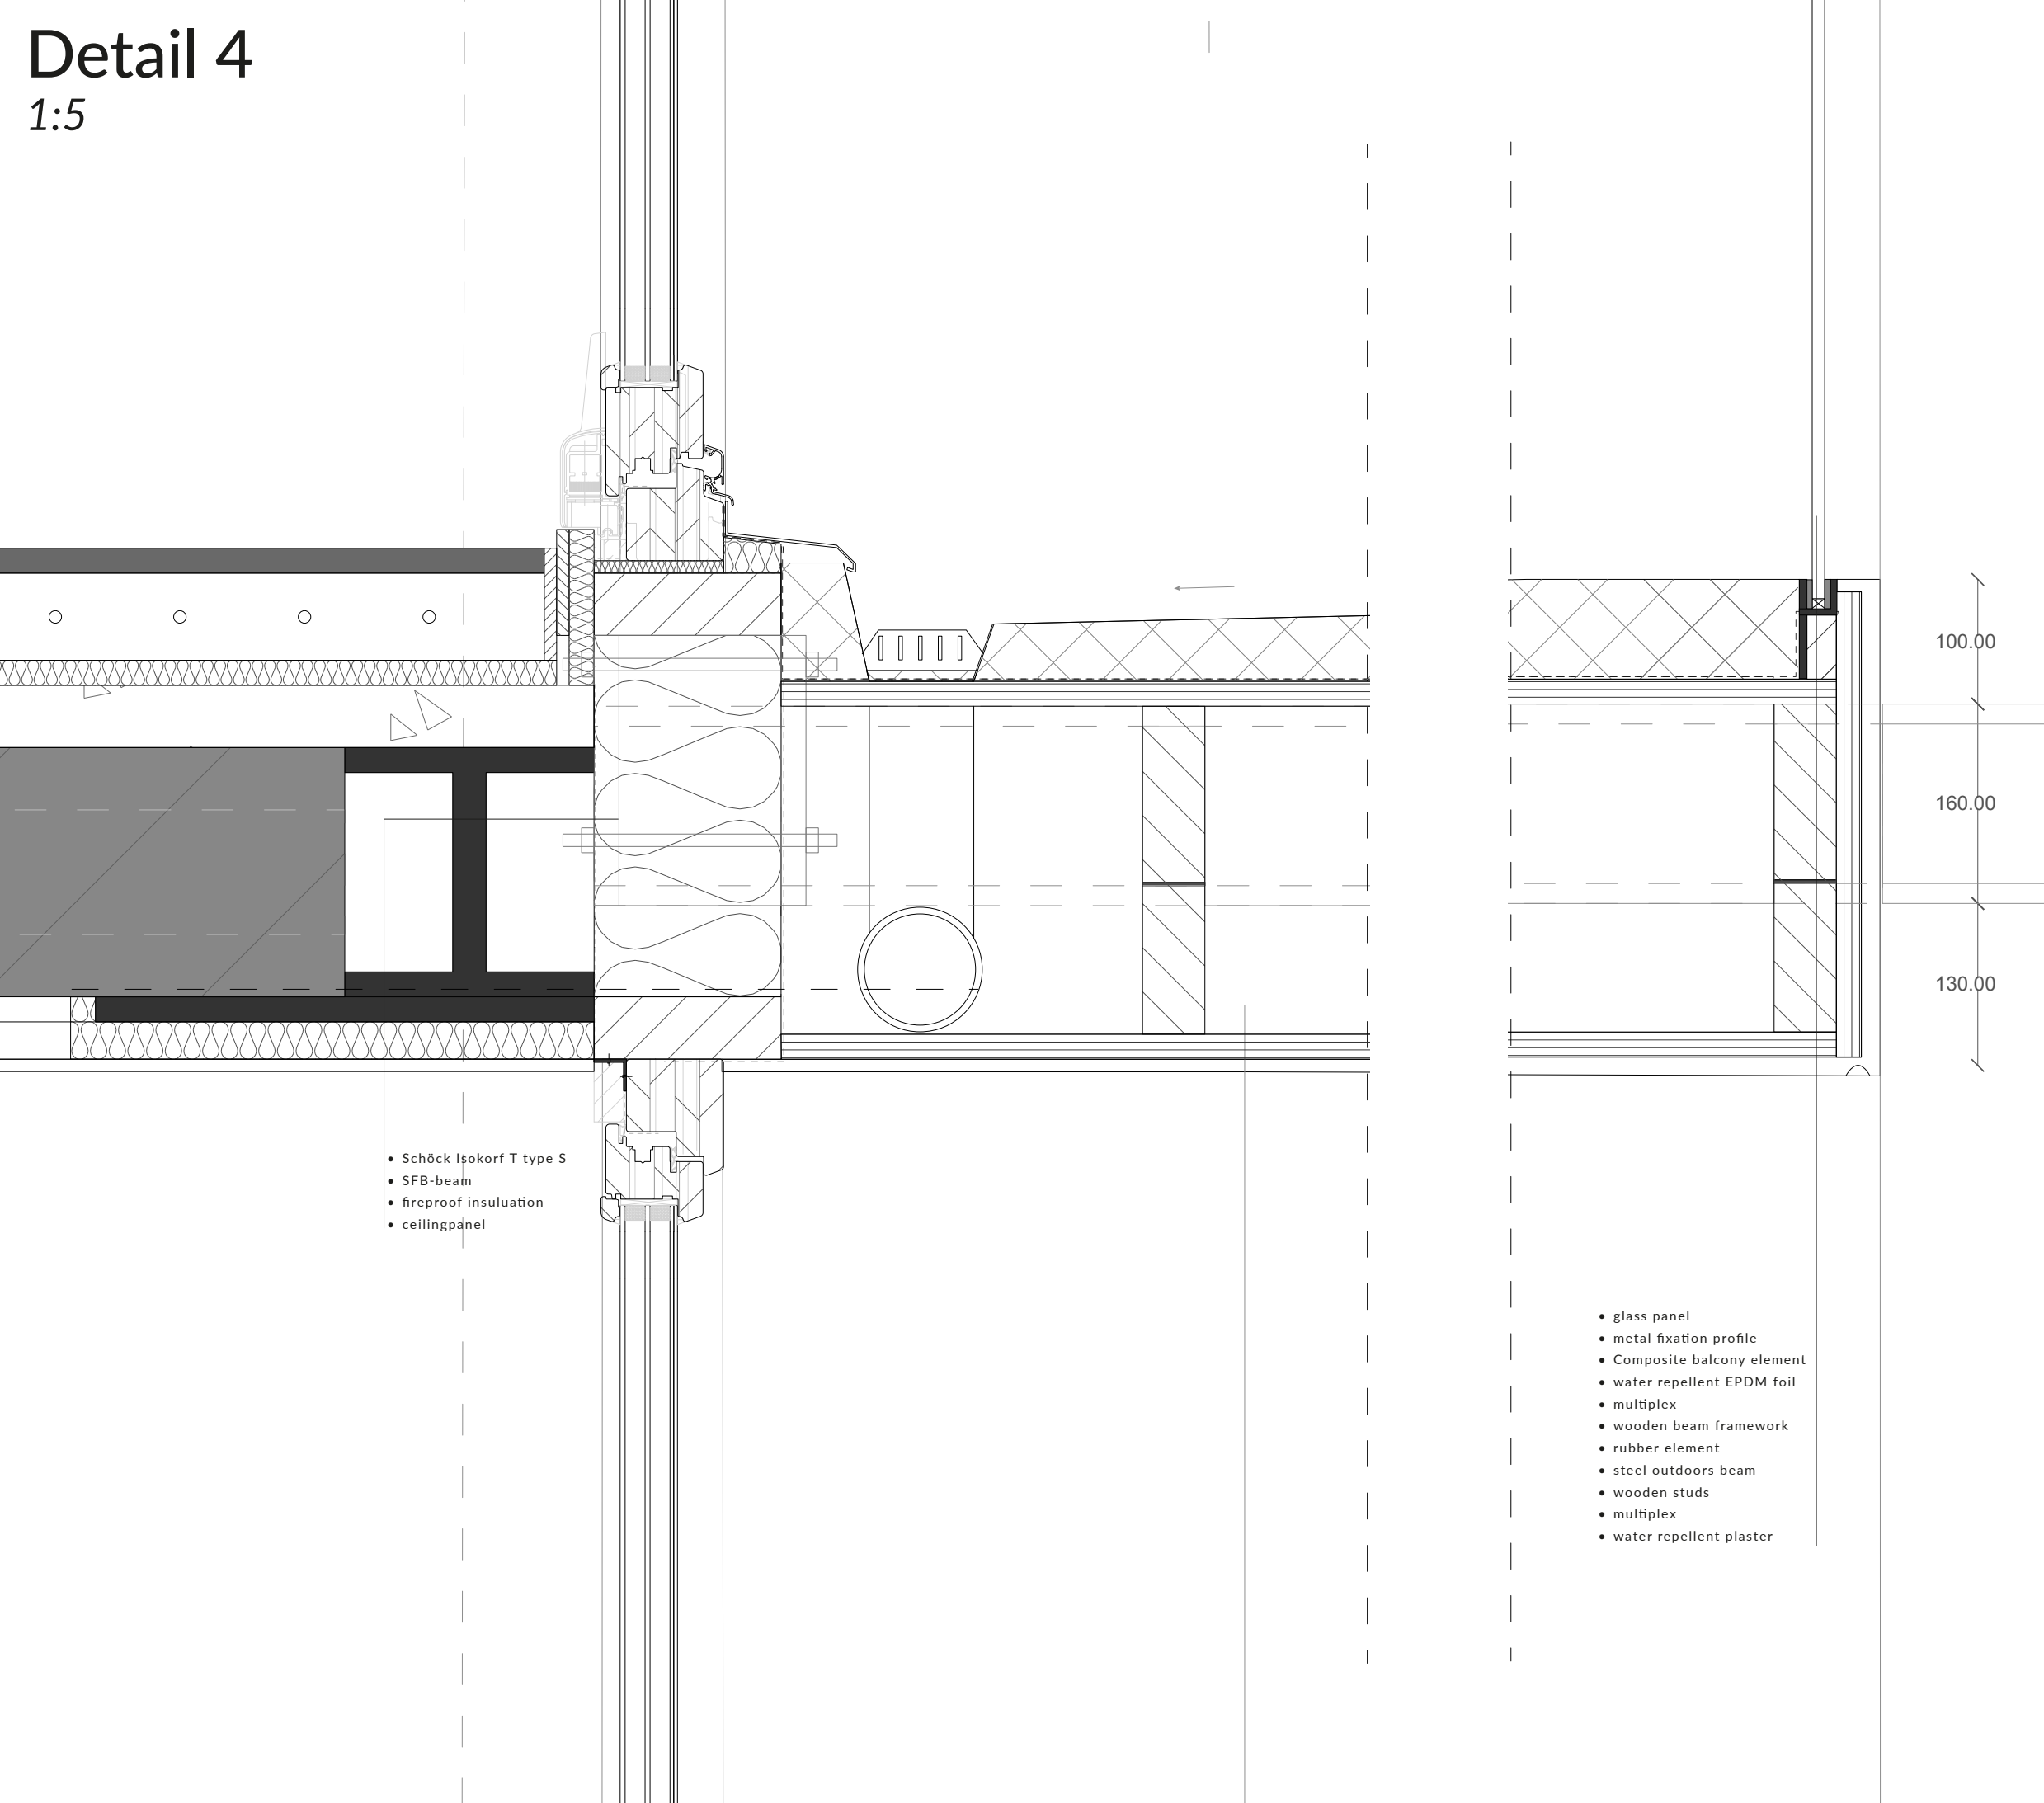 Detail 4
1:5
100.00
160.00
130.00
• Schöck Isokorf T type S
• SFB-beam
• fireproof insuluation
• ceilingpanel
• glass panel
• metal fixation profile
• Composite balcony element
• water repellent EPDM foil
• multiplex
• wooden beam framework
• rubber element
• steel outdoors beam
• wooden studs
• multiplex
• water repellent plaster